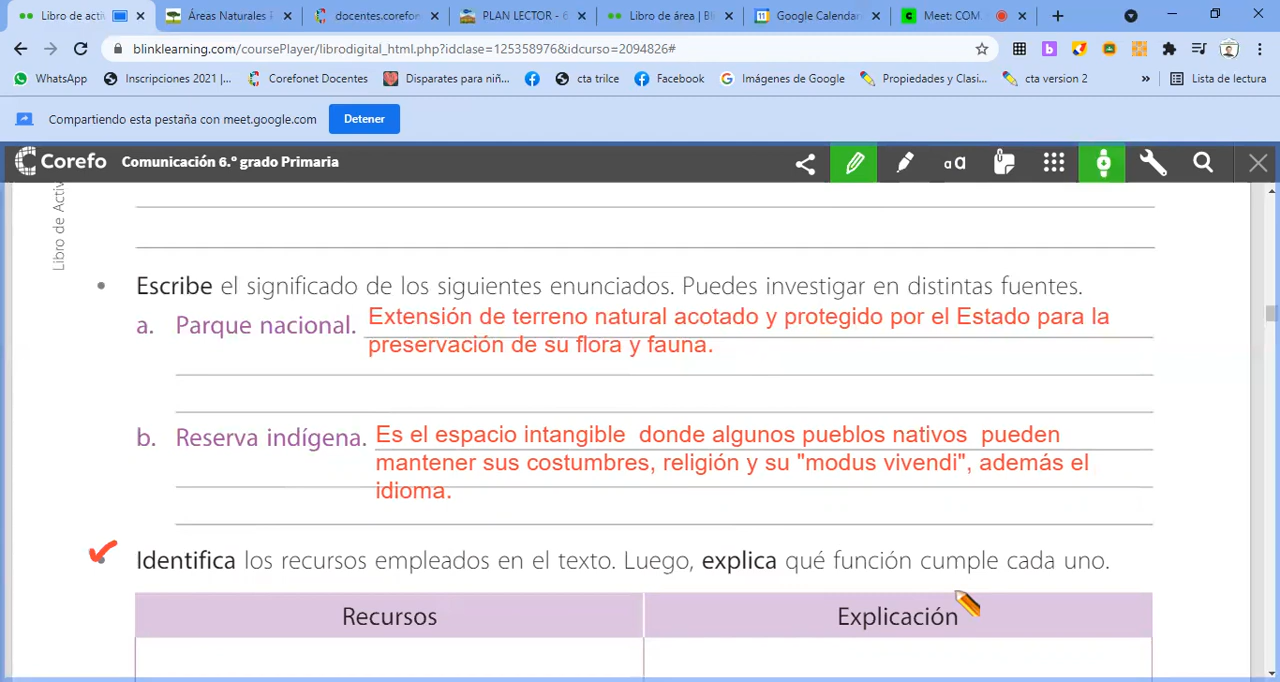 Libro de activ
Áreas Naturales
docentes.corefon
PLAN LECTOR - 6
Libro de área | Bl
Google Calendar
Meet: COM
blinklearning.com/coursePlayer/librodigital_html.php?idclase=125358976&idcurso=2094826#
WhatsApp
Inscripciones 2021 |...
Corefonet Docentes
Disparates para niñ...
cta trilce
Facebook
Imágenes de Google
Propiedades y Clasi...
cta version 2
»
Lista de lectura
Compartiendo esta pestaña con meet.google.com
Detener
Corefo
Comunicación 6.º grado Primaria
a A
Libro de Activ
• Escribe el significado de los siguientes enunciados. Puedes investigar en distintas fuentes.
a. Parque nacional. Extensión de terreno natural acotado y protegido por el Estado para la
preservación de su flora y fauna.
b. Reserva indígena. Es el espacio intangible donde algunos pueblos nativos pueden
mantener sus costumbres, religión y su "modus vivendi", además el
idioma.
Identifica los recursos empleados en el texto. Luego, explica qué función cumple cada uno.
Recursos
Explicación